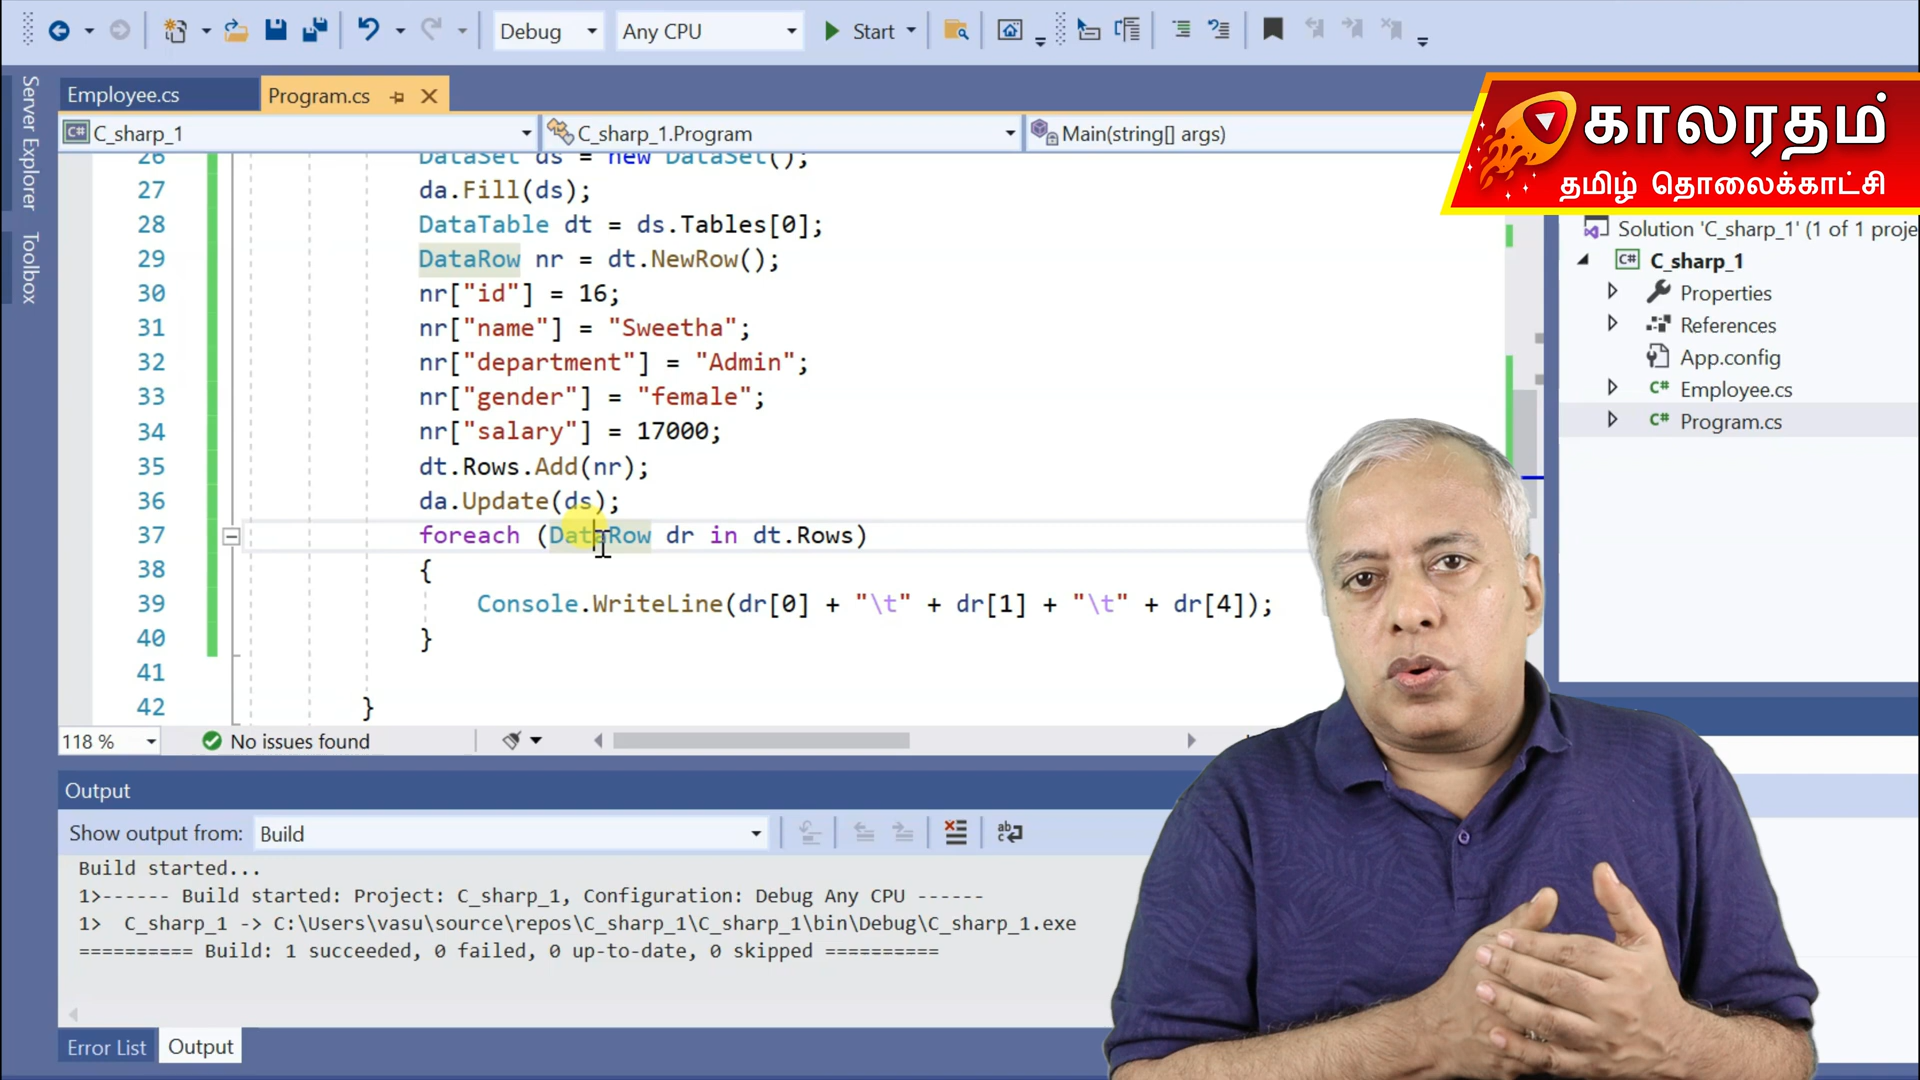 Debug
Any CPU
Start
Server Explorer
Toolbox
Employee.cs
Program.cs
C_sharp_1
C_sharp_1.Program
Main(string[] args)
காலரதம்
தமிழ் தொலைக்காட்சி
26 DataSet ds = new DataSet();
27 da.Fill(ds);
28 DataTable dt = ds.Tables[0];
29 DataRow nr = dt.NewRow();
30 nr["id"] = 16;
31 nr["name"] = "Sweetha";
32 nr["department"] = "Admin";
33 nr["gender"] = "female";
34 nr["salary"] = 17000;
35 dt.Rows.Add(nr);
36 da.Update(ds);
37 foreach (DataRow dr in dt.Rows)
38 {
39 Console.WriteLine(dr[0] + "\t" + dr[1] + "\t" + dr[4]);
40 }
41
42 }
118 %
No issues found
Solution 'C_sharp_1' (1 of 1 proje
C_sharp_1
Properties
References
App.config
Employee.cs
Program.cs
Output
Show output from: Build
Build started...
1>------ Build started: Project: C_sharp_1, Configuration: Debug Any CPU ------
1> C_sharp_1 -> C:\Users\vasu\source\repos\C_sharp_1\C_sharp_1\bin\Debug\C_sharp_1.exe
========== Build: 1 succeeded, 0 failed, 0 up-to-date, 0 skipped ==========
Error List
Output